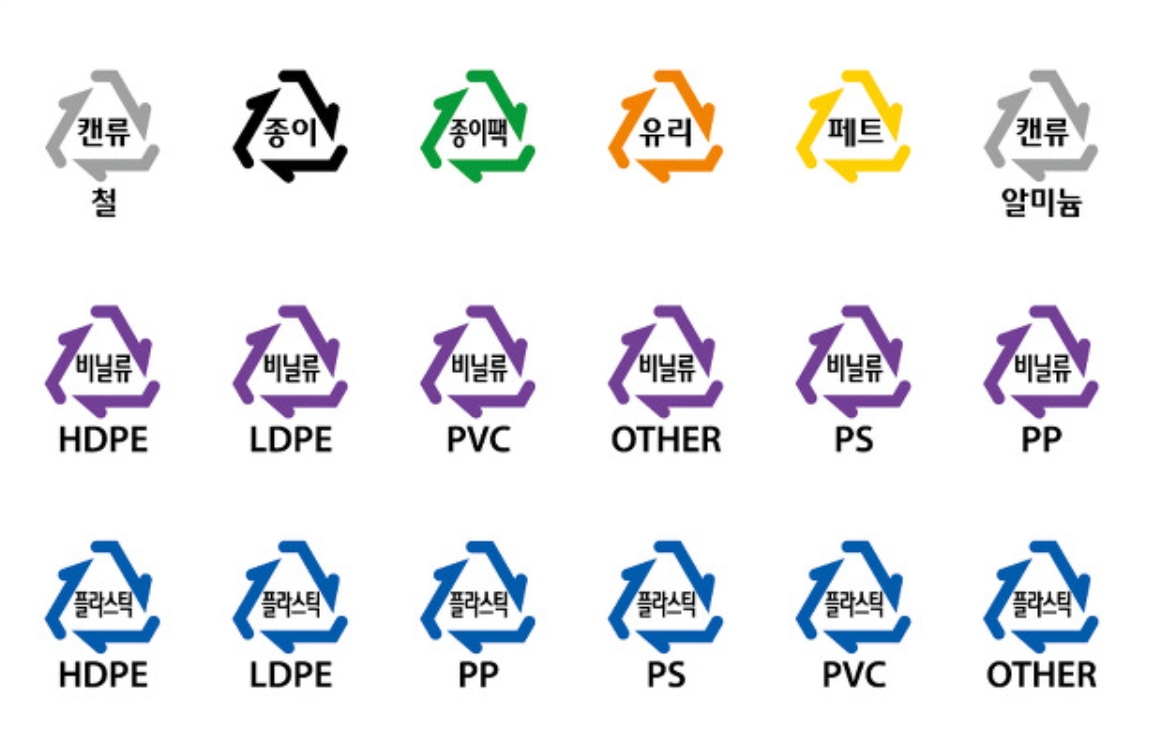 캔류
철
종이
종이팩
유리
페트
캔류
알미늄
비닐류
HDPE
비닐류
LDPE
비닐류
PVC
비닐류
OTHER
비닐류
PS
비닐류
PP
플라스틱
HDPE
플라스틱
LDPE
플라스틱
PP
플라스틱
PS
플라스틱
PVC
플라스틱
OTHER